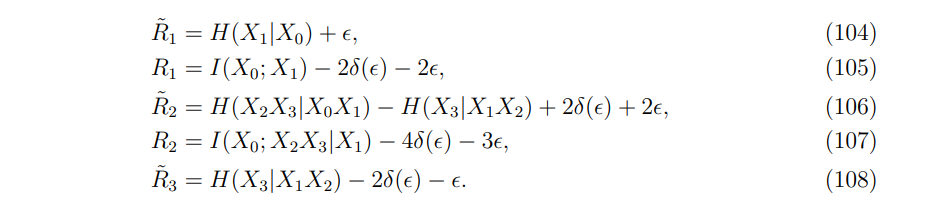 R̃₁ = H(X₁|X₀) + ϵ, (104)
R₁ = I(X₀; X₁) − 2δ(ϵ) − 2ϵ, (105)
R̃₂ = H(X₂X₃|X₀X₁) − H(X₃|X₁X₂) + 2δ(ϵ) + 2ϵ, (106)
R₂ = I(X₀; X₂X₃|X₁) − 4δ(ϵ) − 3ϵ, (107)
R̃₃ = H(X₃|X₁X₂) − 2δ(ϵ) − ϵ. (108)